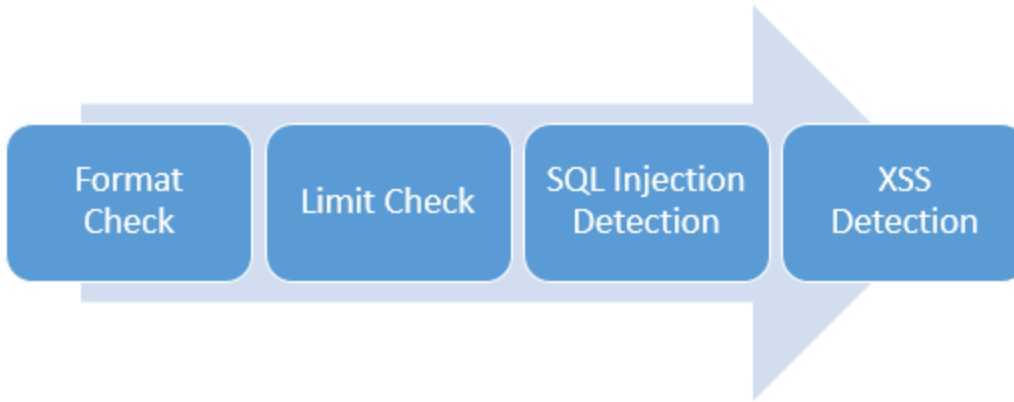 Format
Check
Limit Check
SQL Injection
Detection
XSS
Detection